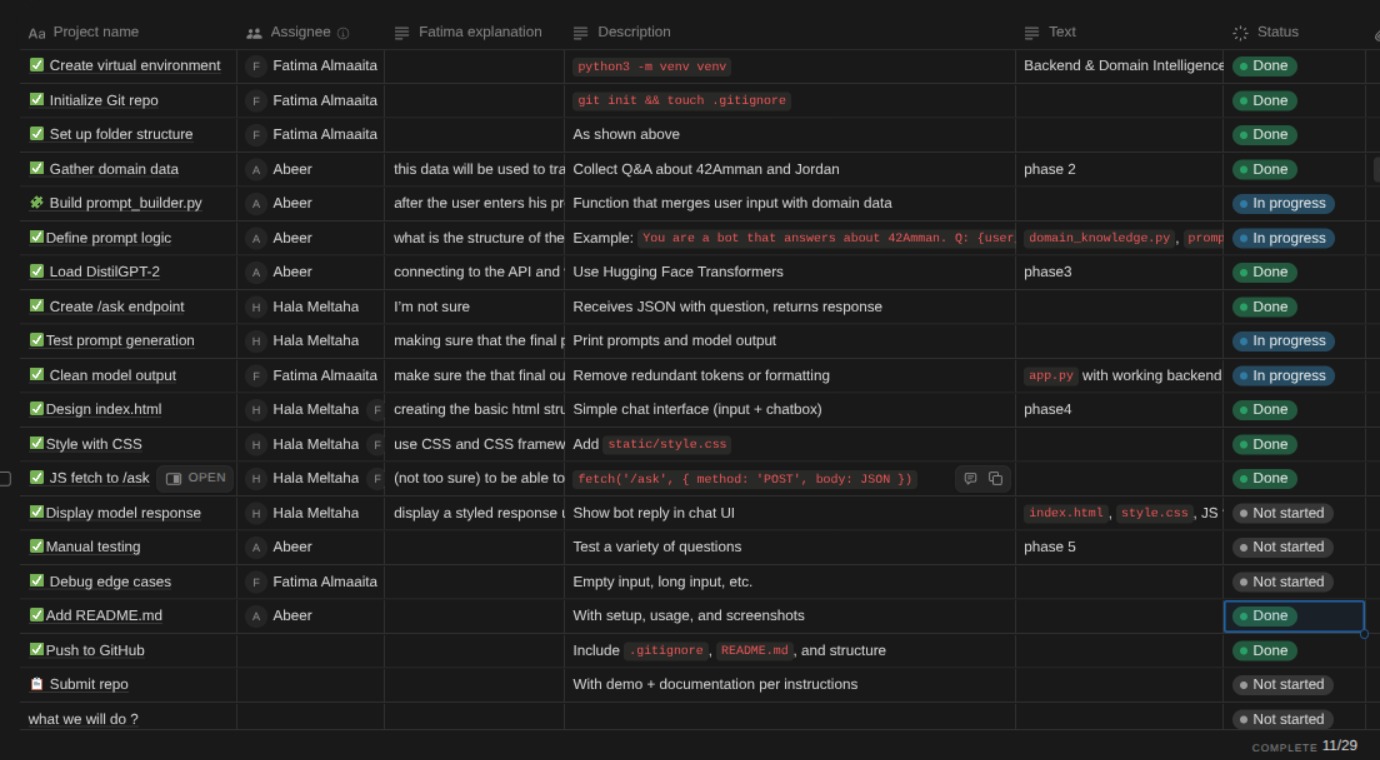 Aa Project name Assignee Fatima explanation Description Text Status
Create virtual environment F Fatima Almaaita python3 -m venv venv Backend & Domain Intelligence Done
Initialize Git repo F Fatima Almaaita git init && touch .gitignore Done
Set up folder structure F Fatima Almaaita As shown above Done
Gather domain data A Abeer this data will be used to tra Collect Q&A about 42Amman and Jordan phase 2 Done
Build prompt_builder.py A Abeer after the user enters his pr Function that merges user input with domain data In progress
Define prompt logic A Abeer what is the structure of the Example: You are a bot that answers about 42Amman. Q: {user domain_knowledge.py , promp In progress
Load DistilGPT-2 A Abeer connecting to the API and Use Hugging Face Transformers phase3 Done
Create /ask endpoint H Hala Meltaha I'm not sure Receives JSON with question, returns response Done
Test prompt generation H Hala Meltaha making sure that the final p Print prompts and model output In progress
Clean model output F Fatima Almaaita make sure the that final ou Remove redundant tokens or formatting app.py with working backend In progress
Design index.html H Hala Meltaha F creating the basic html stru Simple chat interface (input + chatbox) phase4 Done
Style with CSS H Hala Meltaha F use CSS and CSS framew Add static/style.css Done
JS fetch to /ask OPEN H Hala Meltaha F (not too sure) to be able to fetch('/ask', { method: 'POST', body: JSON }) Done
Display model response H Hala Meltaha display a styled response u Show bot reply in chat UI index.html , style.css , JS Not started
Manual testing A Abeer Test a variety of questions phase 5 Not started
Debug edge cases F Fatima Almaaita Empty input, long input, etc. Not started
Add README.md A Abeer With setup, usage, and screenshots Done
Push to GitHub Include .gitignore , README.md , and structure Done
Submit repo With demo + documentation per instructions Not started
what we will do ? Not started
COMPLETE 11/29